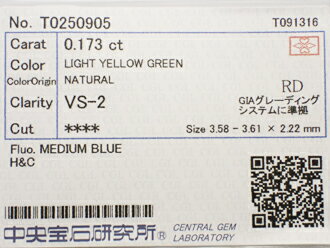 No. T0250905 T091316
Carat 0.173 ct
Color LIGHT YELLOW GREEN
ColorOrigin NATURAL
Clarity VS-2 RD
GIAグレーディング
システムに準拠
Cut **** Size 3.58 - 3.61 × 2.22 mm
Fluo. MEDIUM BLUE
H&C
中央宝石研究所® CENTRAL GEM
LABORATORY